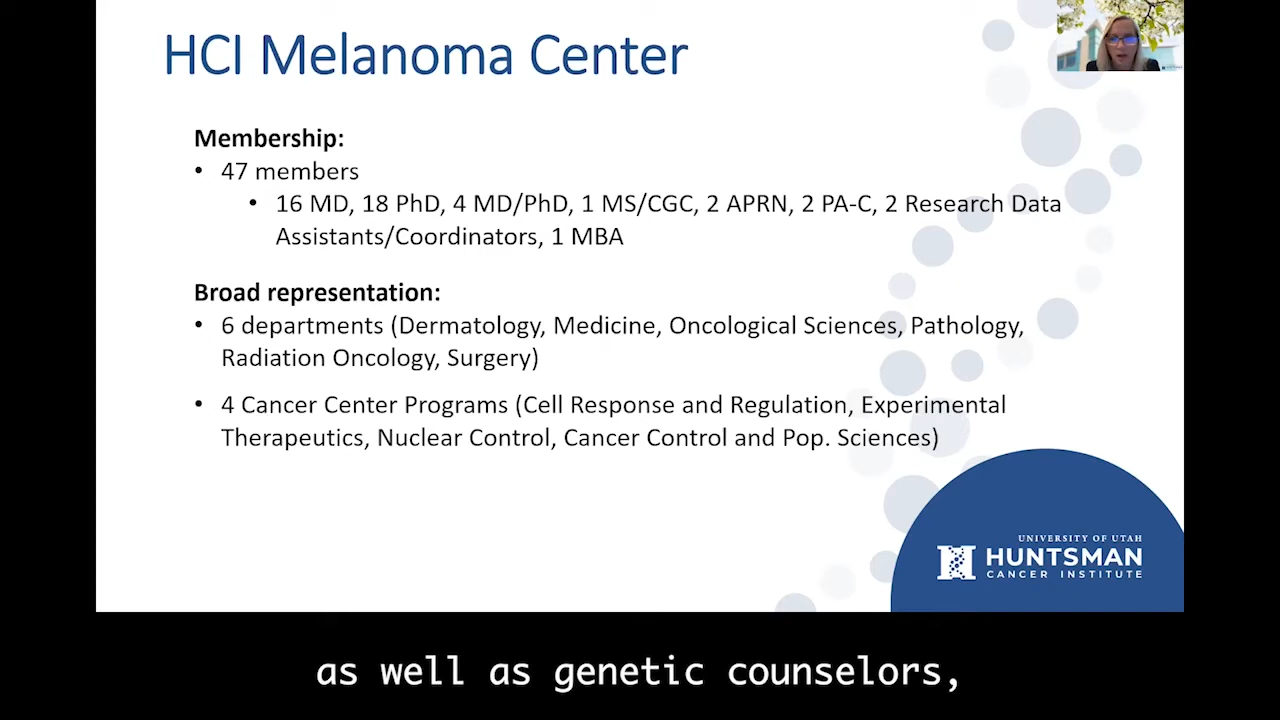 HCI Melanoma Center
Membership:
• 47 members
• 16 MD, 18 PhD, 4 MD/PhD, 1 MS/CGC, 2 APRN, 2 PA-C, 2 Research Data
Assistants/Coordinators, 1 MBA
Broad representation:
• 6 departments (Dermatology, Medicine, Oncological Sciences, Pathology,
Radiation Oncology, Surgery)
• 4 Cancer Center Programs (Cell Response and Regulation, Experimental
Therapeutics, Nuclear Control, Cancer Control and Pop. Sciences)
UNIVERSITY OF UTAH
HUNTSMAN
CANCER INSTITUTE
as well as genetic counselors,